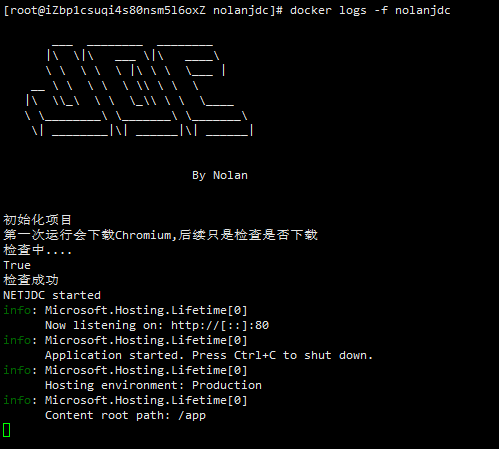 [root@iZbp1csuqi4s80nsm5l6oxZ nolanjdc]# docker logs -f nolanjdc
By Nolan
初始化项目
第一次运行会下载Chromium,后续只是检查是否下载
检查中....
True
检查成功
NETJDC started
info: Microsoft.Hosting.Lifetime[0]
Now listening on: http://[::]:80
info: Microsoft.Hosting.Lifetime[0]
Application started. Press Ctrl+C to shut down.
info: Microsoft.Hosting.Lifetime[0]
Hosting environment: Production
info: Microsoft.Hosting.Lifetime[0]
Content root path: /app